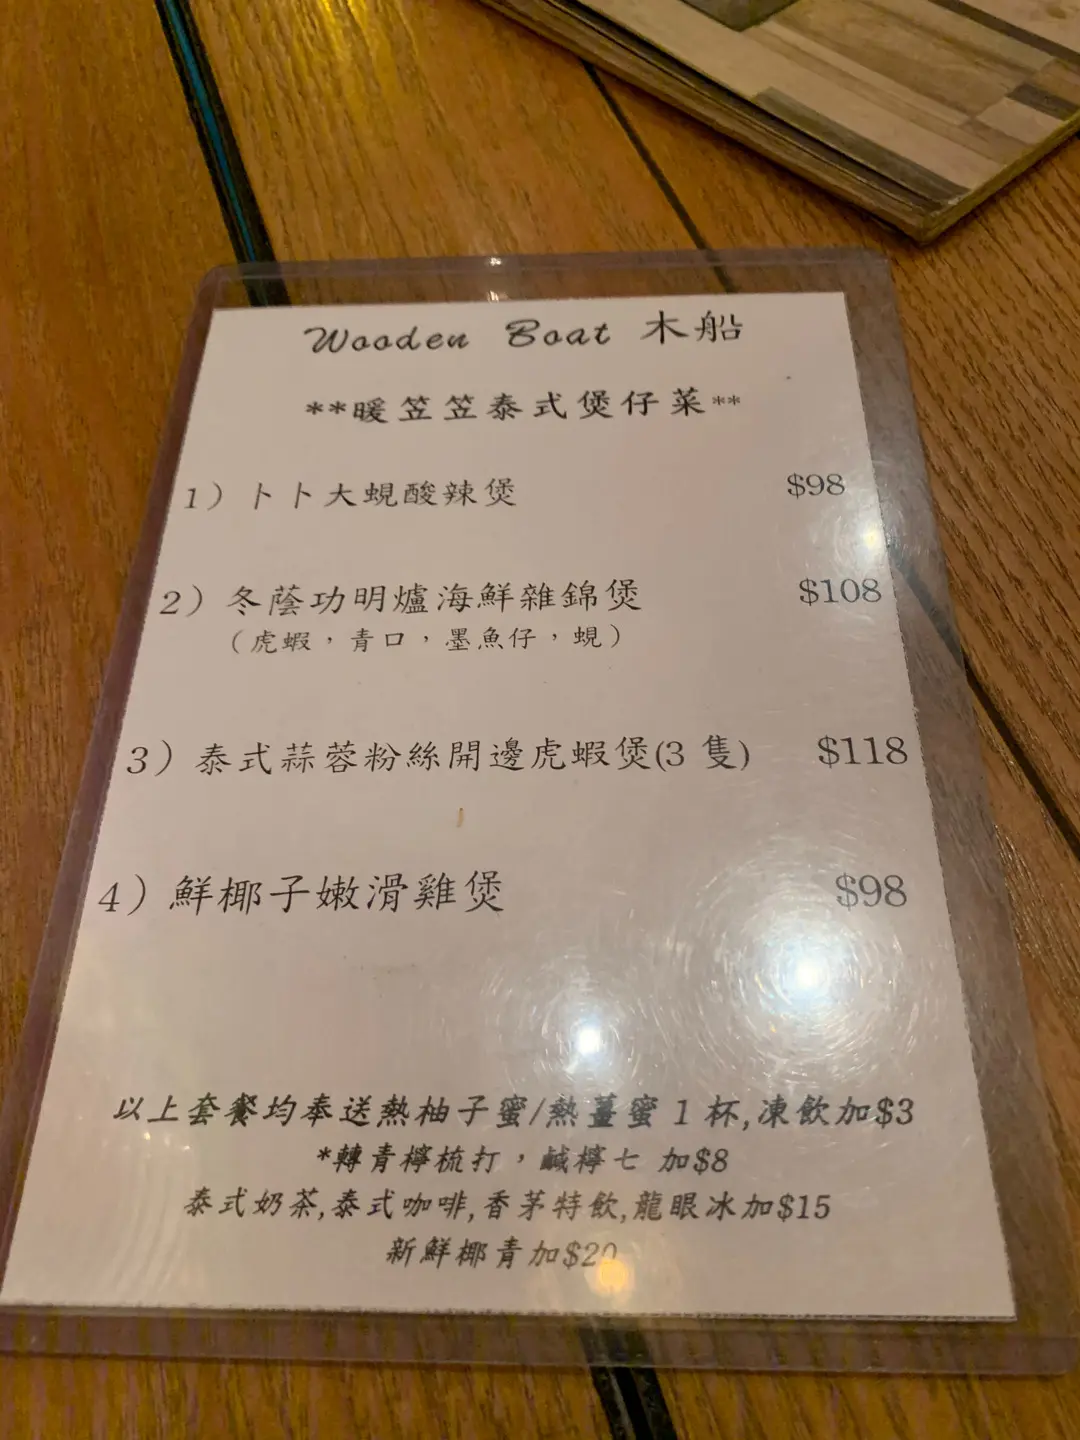 Wooden Boat 木船
**暖笠笠泰式煲仔菜**
1）卜卜大蜆酸辣煲 $98
2）冬蔭功明爐海鮮雜錦煲 $108
（虎蝦，青口，墨魚仔，蜆）
3）泰式蒜蓉粉絲開邊虎蝦煲(3 隻) $118
4）鮮椰子嫩滑雞煲 $98
以上套餐均奉送熱柚子蜜/熱薑蜜 1 杯,凍飲加$3
*轉青檸梳打，鹹檸七 加$8
泰式奶茶,泰式咖啡,香茅特飲,龍眼冰加$15
新鮮椰青加$20